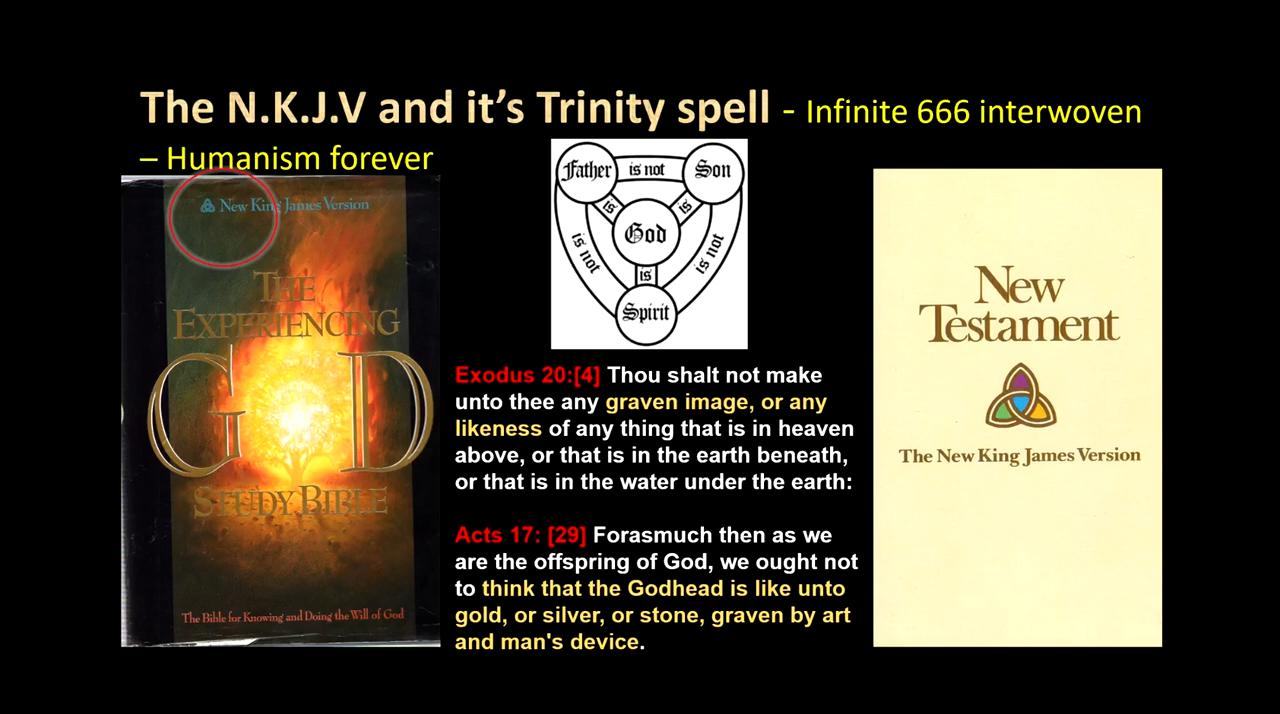 The N.K.J.V and it's Trinity spell - Infinite 666 interwoven
– Humanism forever
New King James Version
THE
EXPERIENCING
GOD
STUDY BIBLE
The Bible for Knowing and Doing the Will of God
Father is not Son
is is
God
is not is not
is
Spirit
Exodus 20:[4] Thou shalt not make
unto thee any graven image, or any
likeness of any thing that is in heaven
above, or that is in the earth beneath,
or that is in the water under the earth:
Acts 17: [29] Forasmuch then as we
are the offspring of God, we ought not
to think that the Godhead is like unto
gold, or silver, or stone, graven by art
and man's device.
New
Testament
The New King James Version